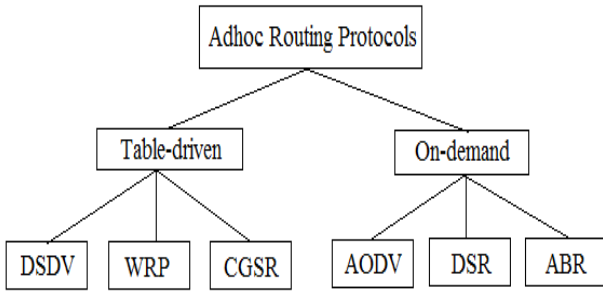 Adhoc Routing Protocols
Table-driven
On-demand
DSDV
WRP
CGSR
AODV
DSR
ABR